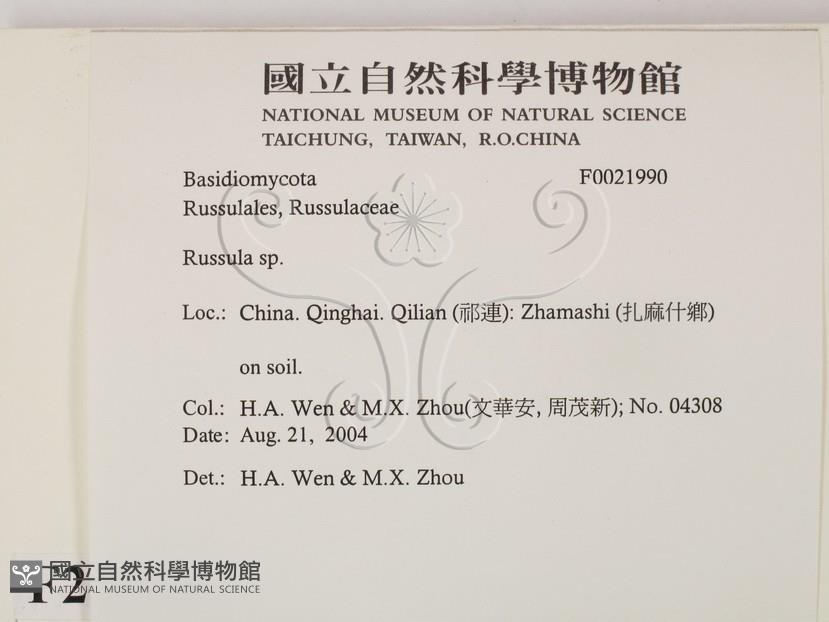 國立自然科學博物館
NATIONAL MUSEUM OF NATURAL SCIENCE
TAICHUNG, TAIWAN, R.O.CHINA
Basidiomycota F0021990
Russulales, Russulaceae
Russula sp.
Loc.: China. Qinghai. Qilian (祁連): Zhamashi (扎麻什鄉)
on soil.
Col.: H.A. Wen & M.X. Zhou(文華安, 周茂新); No. 04308
Date: Aug. 21, 2004
Det.: H.A. Wen & M.X. Zhou
國立自然科學博物館
NATIONAL MUSEUM OF NATURAL SCIENCE